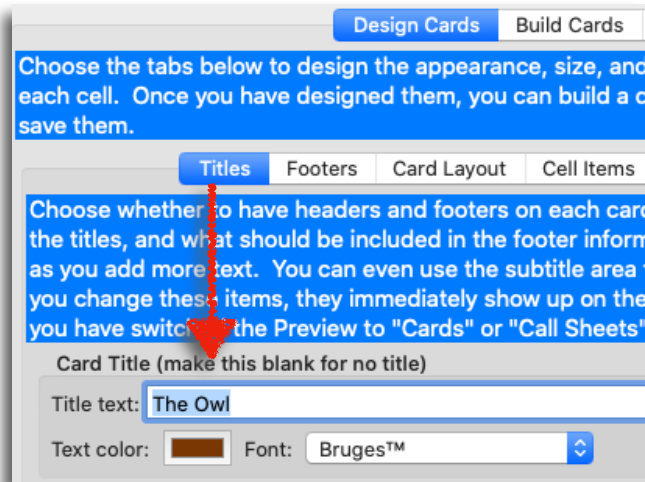 Design Cards Build Cards
Choose the tabs below to design the appearance, size, and
each cell. Once you have designed them, you can build a
save them.
Titles Footers Card Layout Cell Items
Choose whether to have headers and footers on each card
the titles, and what should be included in the footer
as you add more text. You can even use the subtitle area
you change these items, they immediately show up on the
you have the Preview to "Cards" or "Call Sheets"
Card Title (make this blank for no title)
Title text: The Owl
Text color: Font: Bruges™